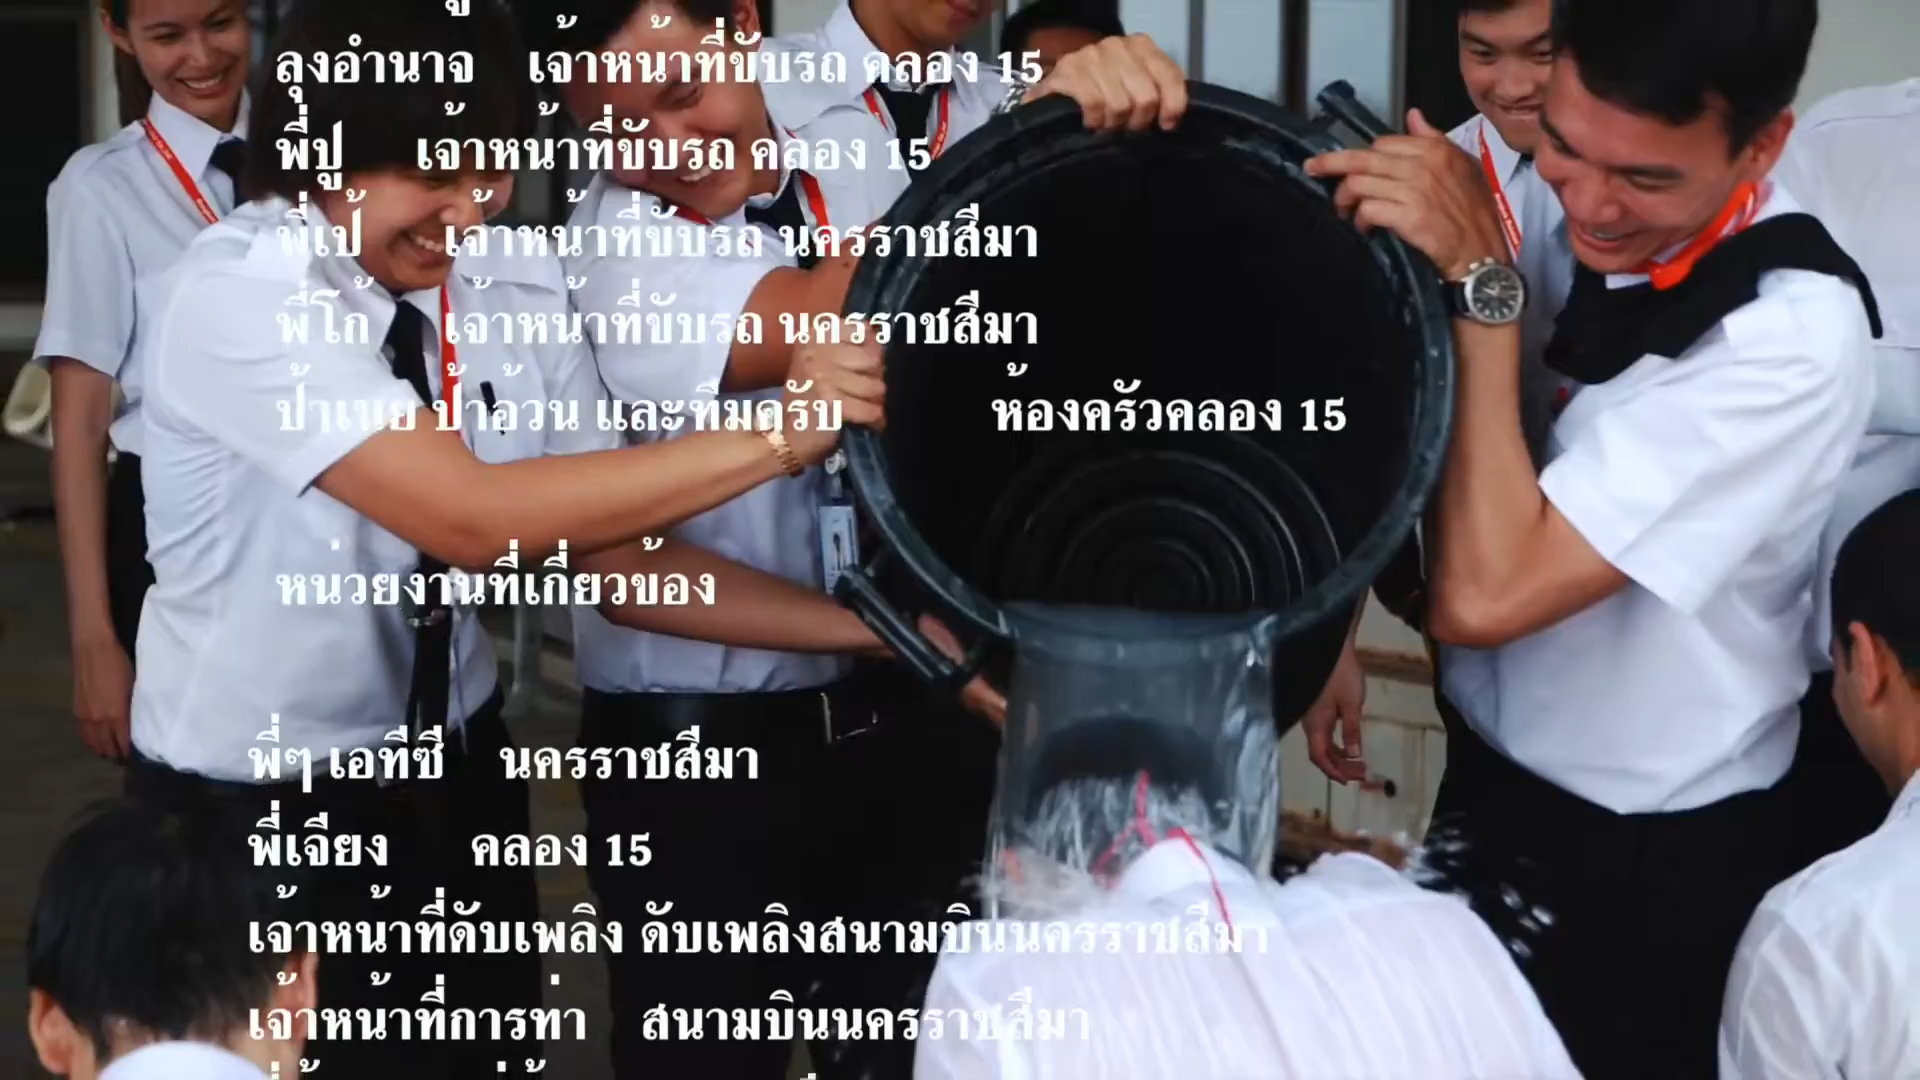 ลุงอำนาจ เจ้าหน้าที่ขับรถ คลอง 15
พี่ปู เจ้าหน้าที่ขับรถ คลอง 15
พี่เป้ เจ้าหน้าที่ขับรถ นครราชสีมา
พี่โก้ เจ้าหน้าที่ขับรถ นครราชสีมา
ป้าเนย ป้าอ้วน และทีมครับ ห้องครัวคลอง 15
หน่วยงานที่เกี่ยวข้อง
พี่ๆ เอทีซี นครราชสีมา
พี่เจียง คลอง 15
เจ้าหน้าที่ดับเพลิง ดับเพลิงสนามบินนครราชสีมา
เจ้าหน้าที่การท่า สนามบินนครราชสีมา